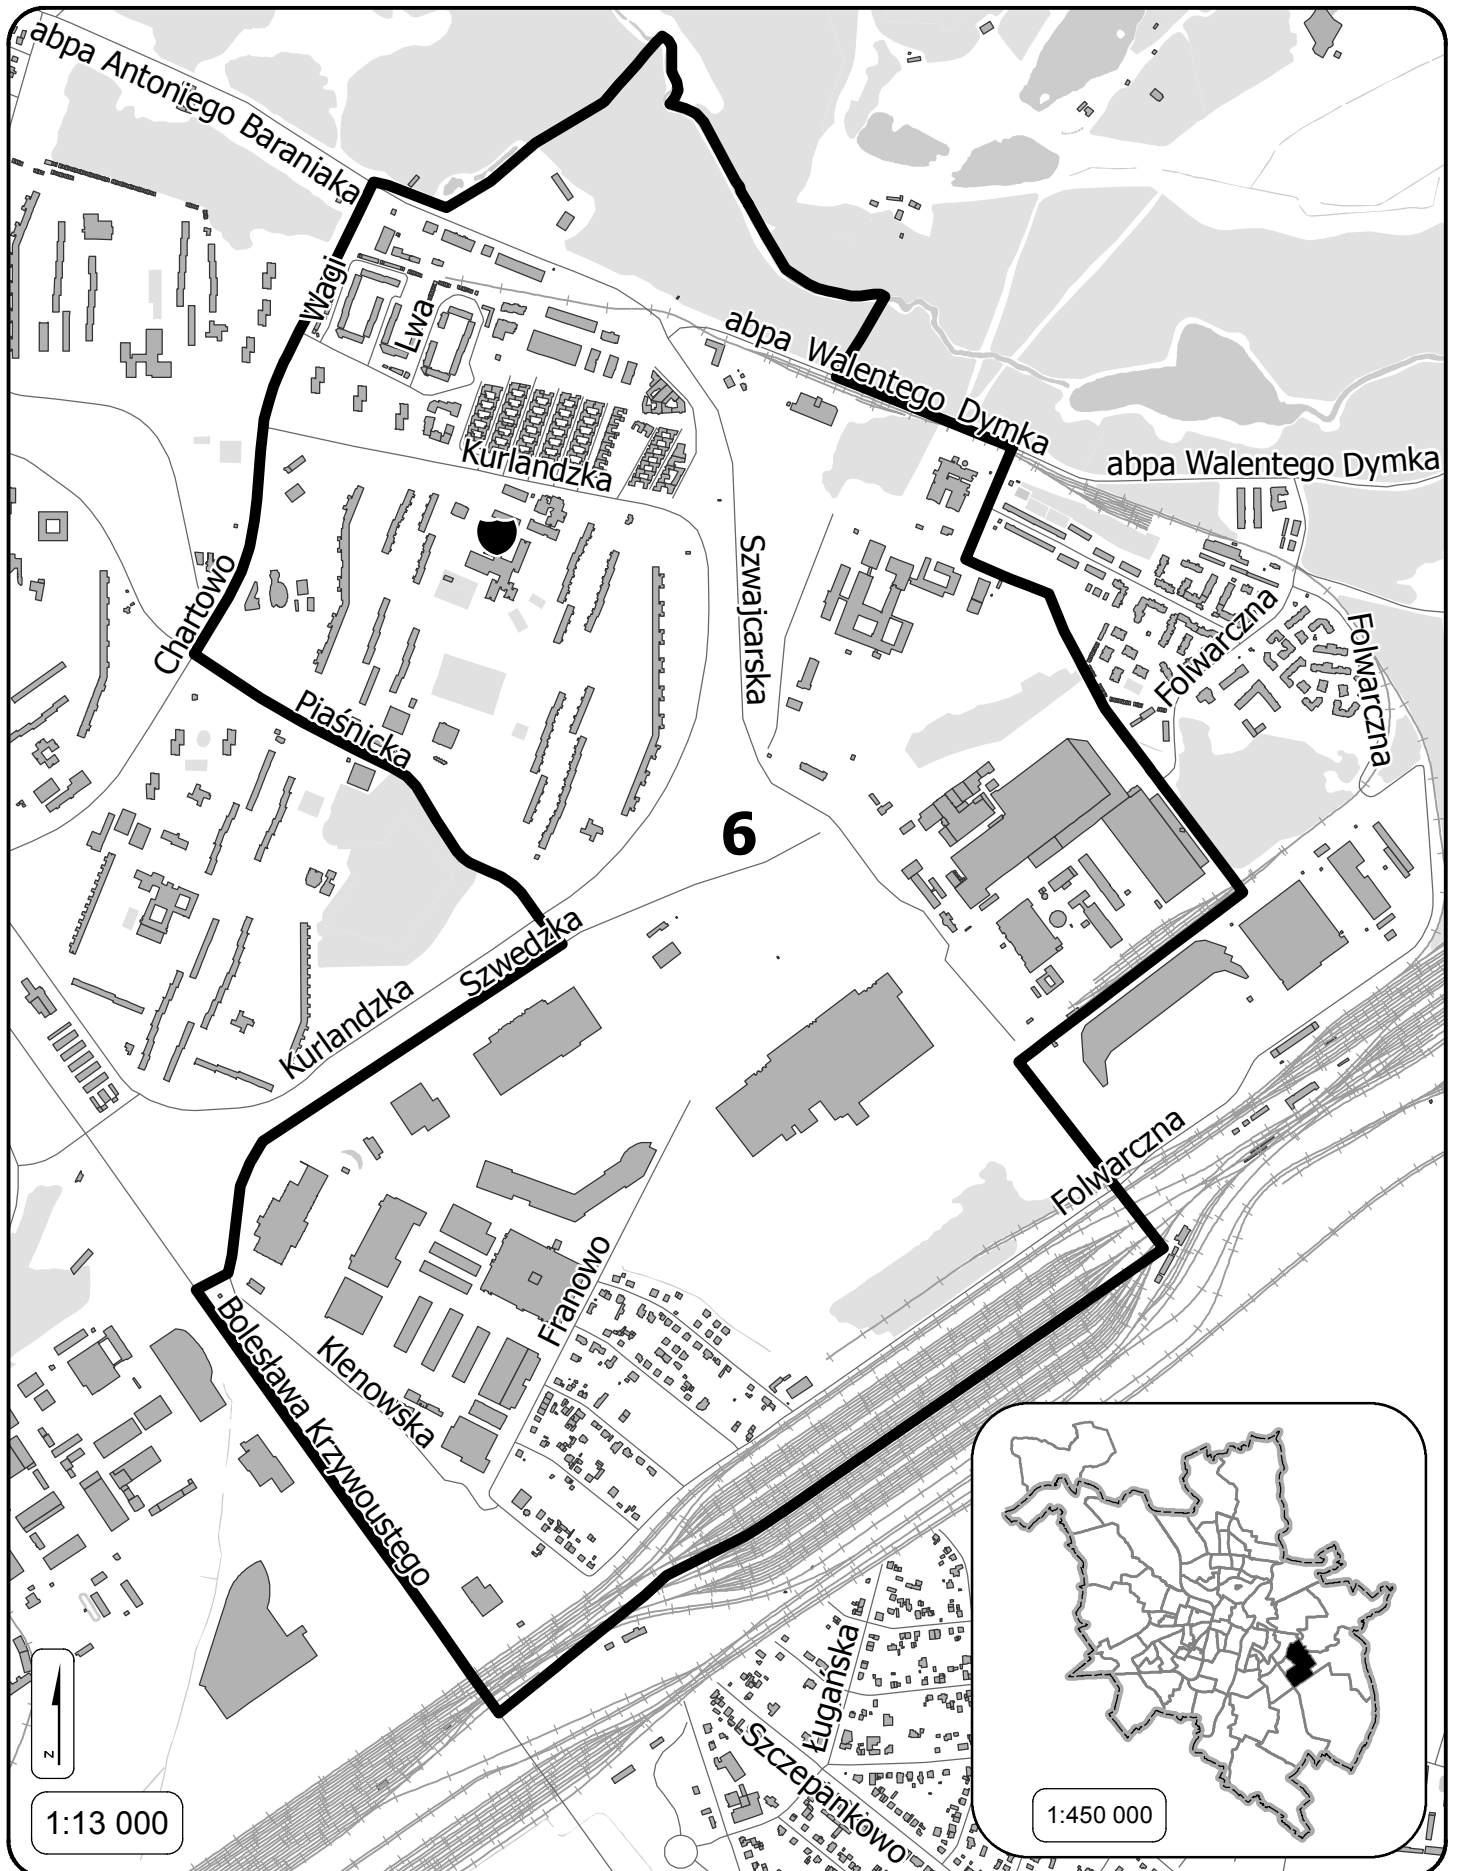 abpa Antoniego Baraniaka
Wagi
Lwa
abpa Walentego Dymka
abpa Walentego Dymka
Kurlandzka
Chartowo
Szwajcarska
Folwarczna
Folwarczna
Piaśnicka
6
Szwedzka
Kurlandzka
Folwarczna
Franowo
Klenowska
Bolesława Krzywoustego
Ługańska
Szczepankowo
N
1:13 000
1:450 000